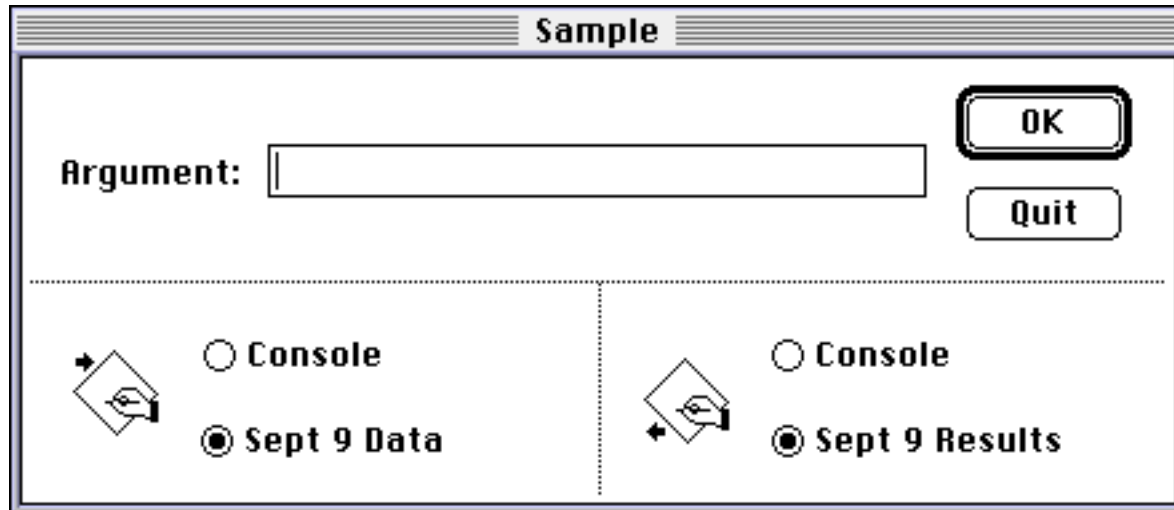 Sample
Argument:
OK
Quit
Console
Sept 9 Data
Console
Sept 9 Results